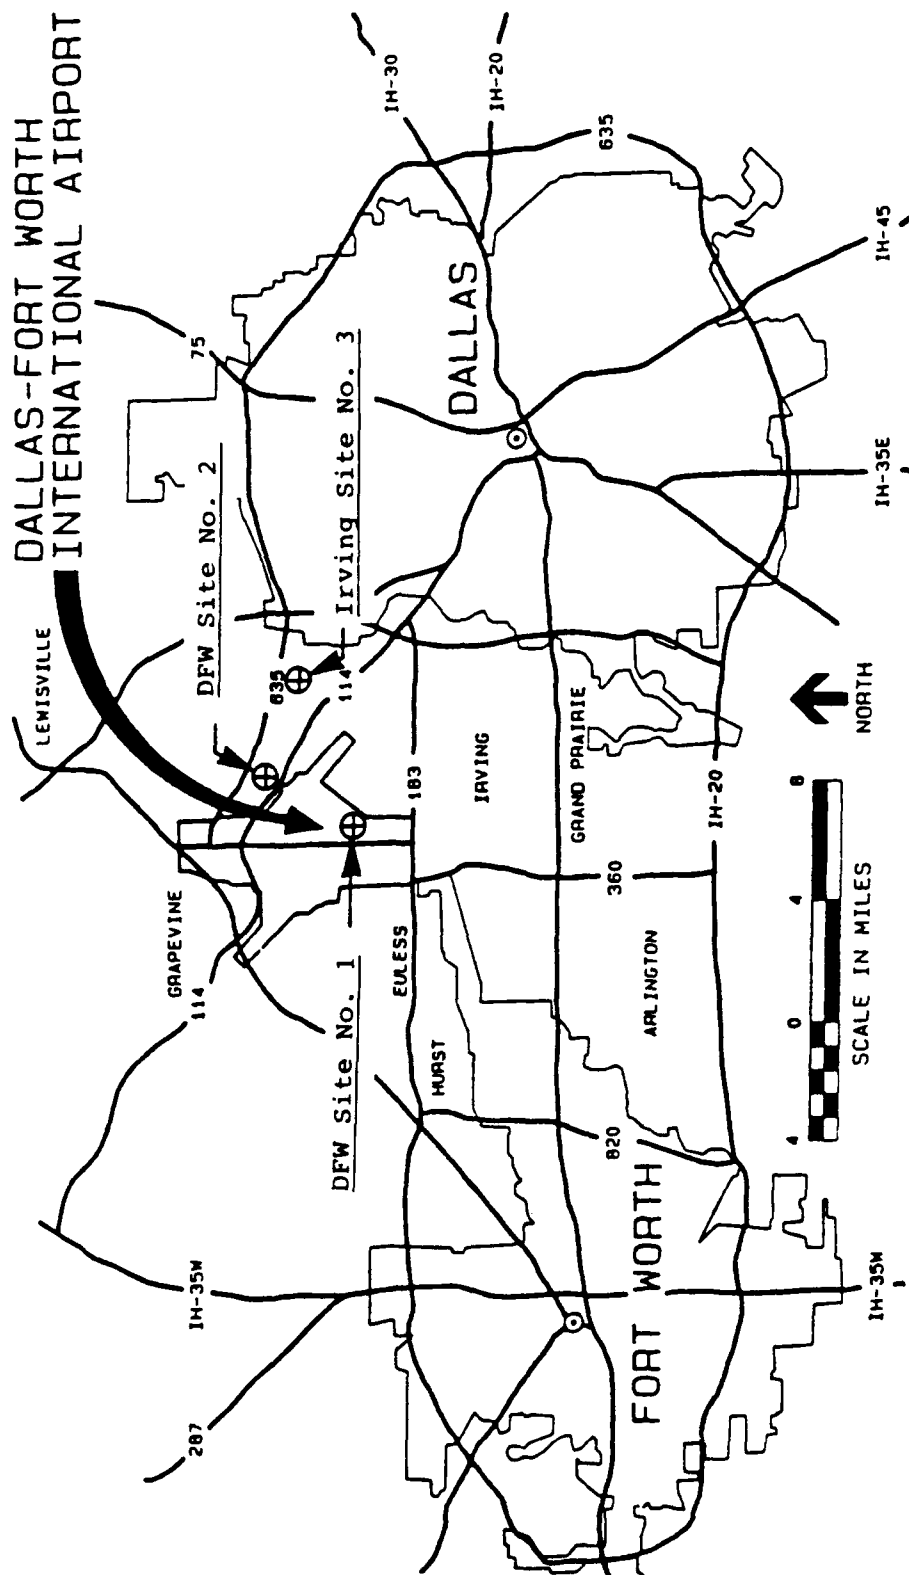 DALLAS-FORT WORTH
INTERNATIONAL AIRPORT
LEWISVILLE
DFW Site No. 2
Irving Site No. 3
75
IH-30
IH-20
635
GRAPEVINE
114
635
114
DFW Site No. 1
IH-35W
287
EULESS
183
HURST
IRVING
DALLAS
635
GRAND PRAIRIE
360
ARLINGTON
820
FORT WORTH
IH-20
IH-45
IH-35E
IH-35W
NORTH
4
0
4
8
SCALE IN MILES